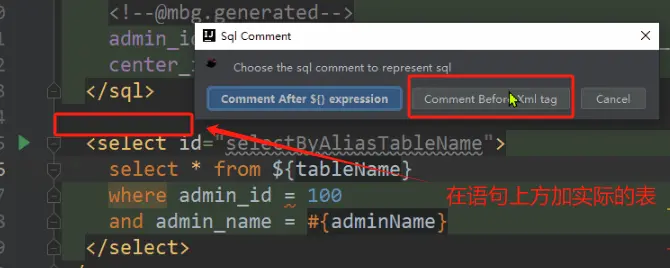 <!--@mbg.generated-->
admin_id
center_
</sql>
Sql Comment
Choose the sql comment to represent sql
Comment After ${} expression
Comment Before Xml tag
Cancel
<select id="selectByAliasTableName">
select * from ${tableName}
where admin_id = 100
and admin_name = #{adminName}
</select>
在语句上方加实际的表